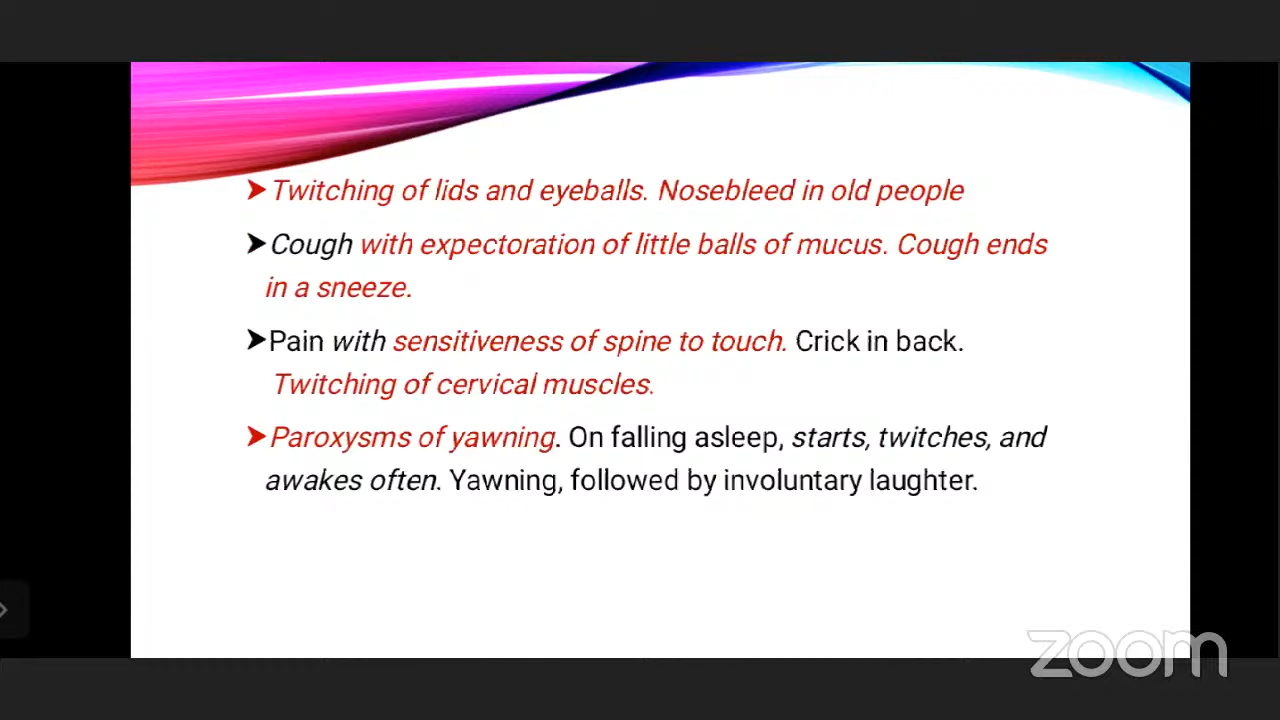 ➤Twitching of lids and eyeballs. Nosebleed in old people
➤Cough with expectoration of little balls of mucus. Cough ends
in a sneeze.
➤Pain with sensitiveness of spine to touch. Crick in back.
Twitching of cervical muscles.
➤Paroxysms of yawning. On falling asleep, starts, twitches, and
awakes often. Yawning, followed by involuntary laughter.
zoom